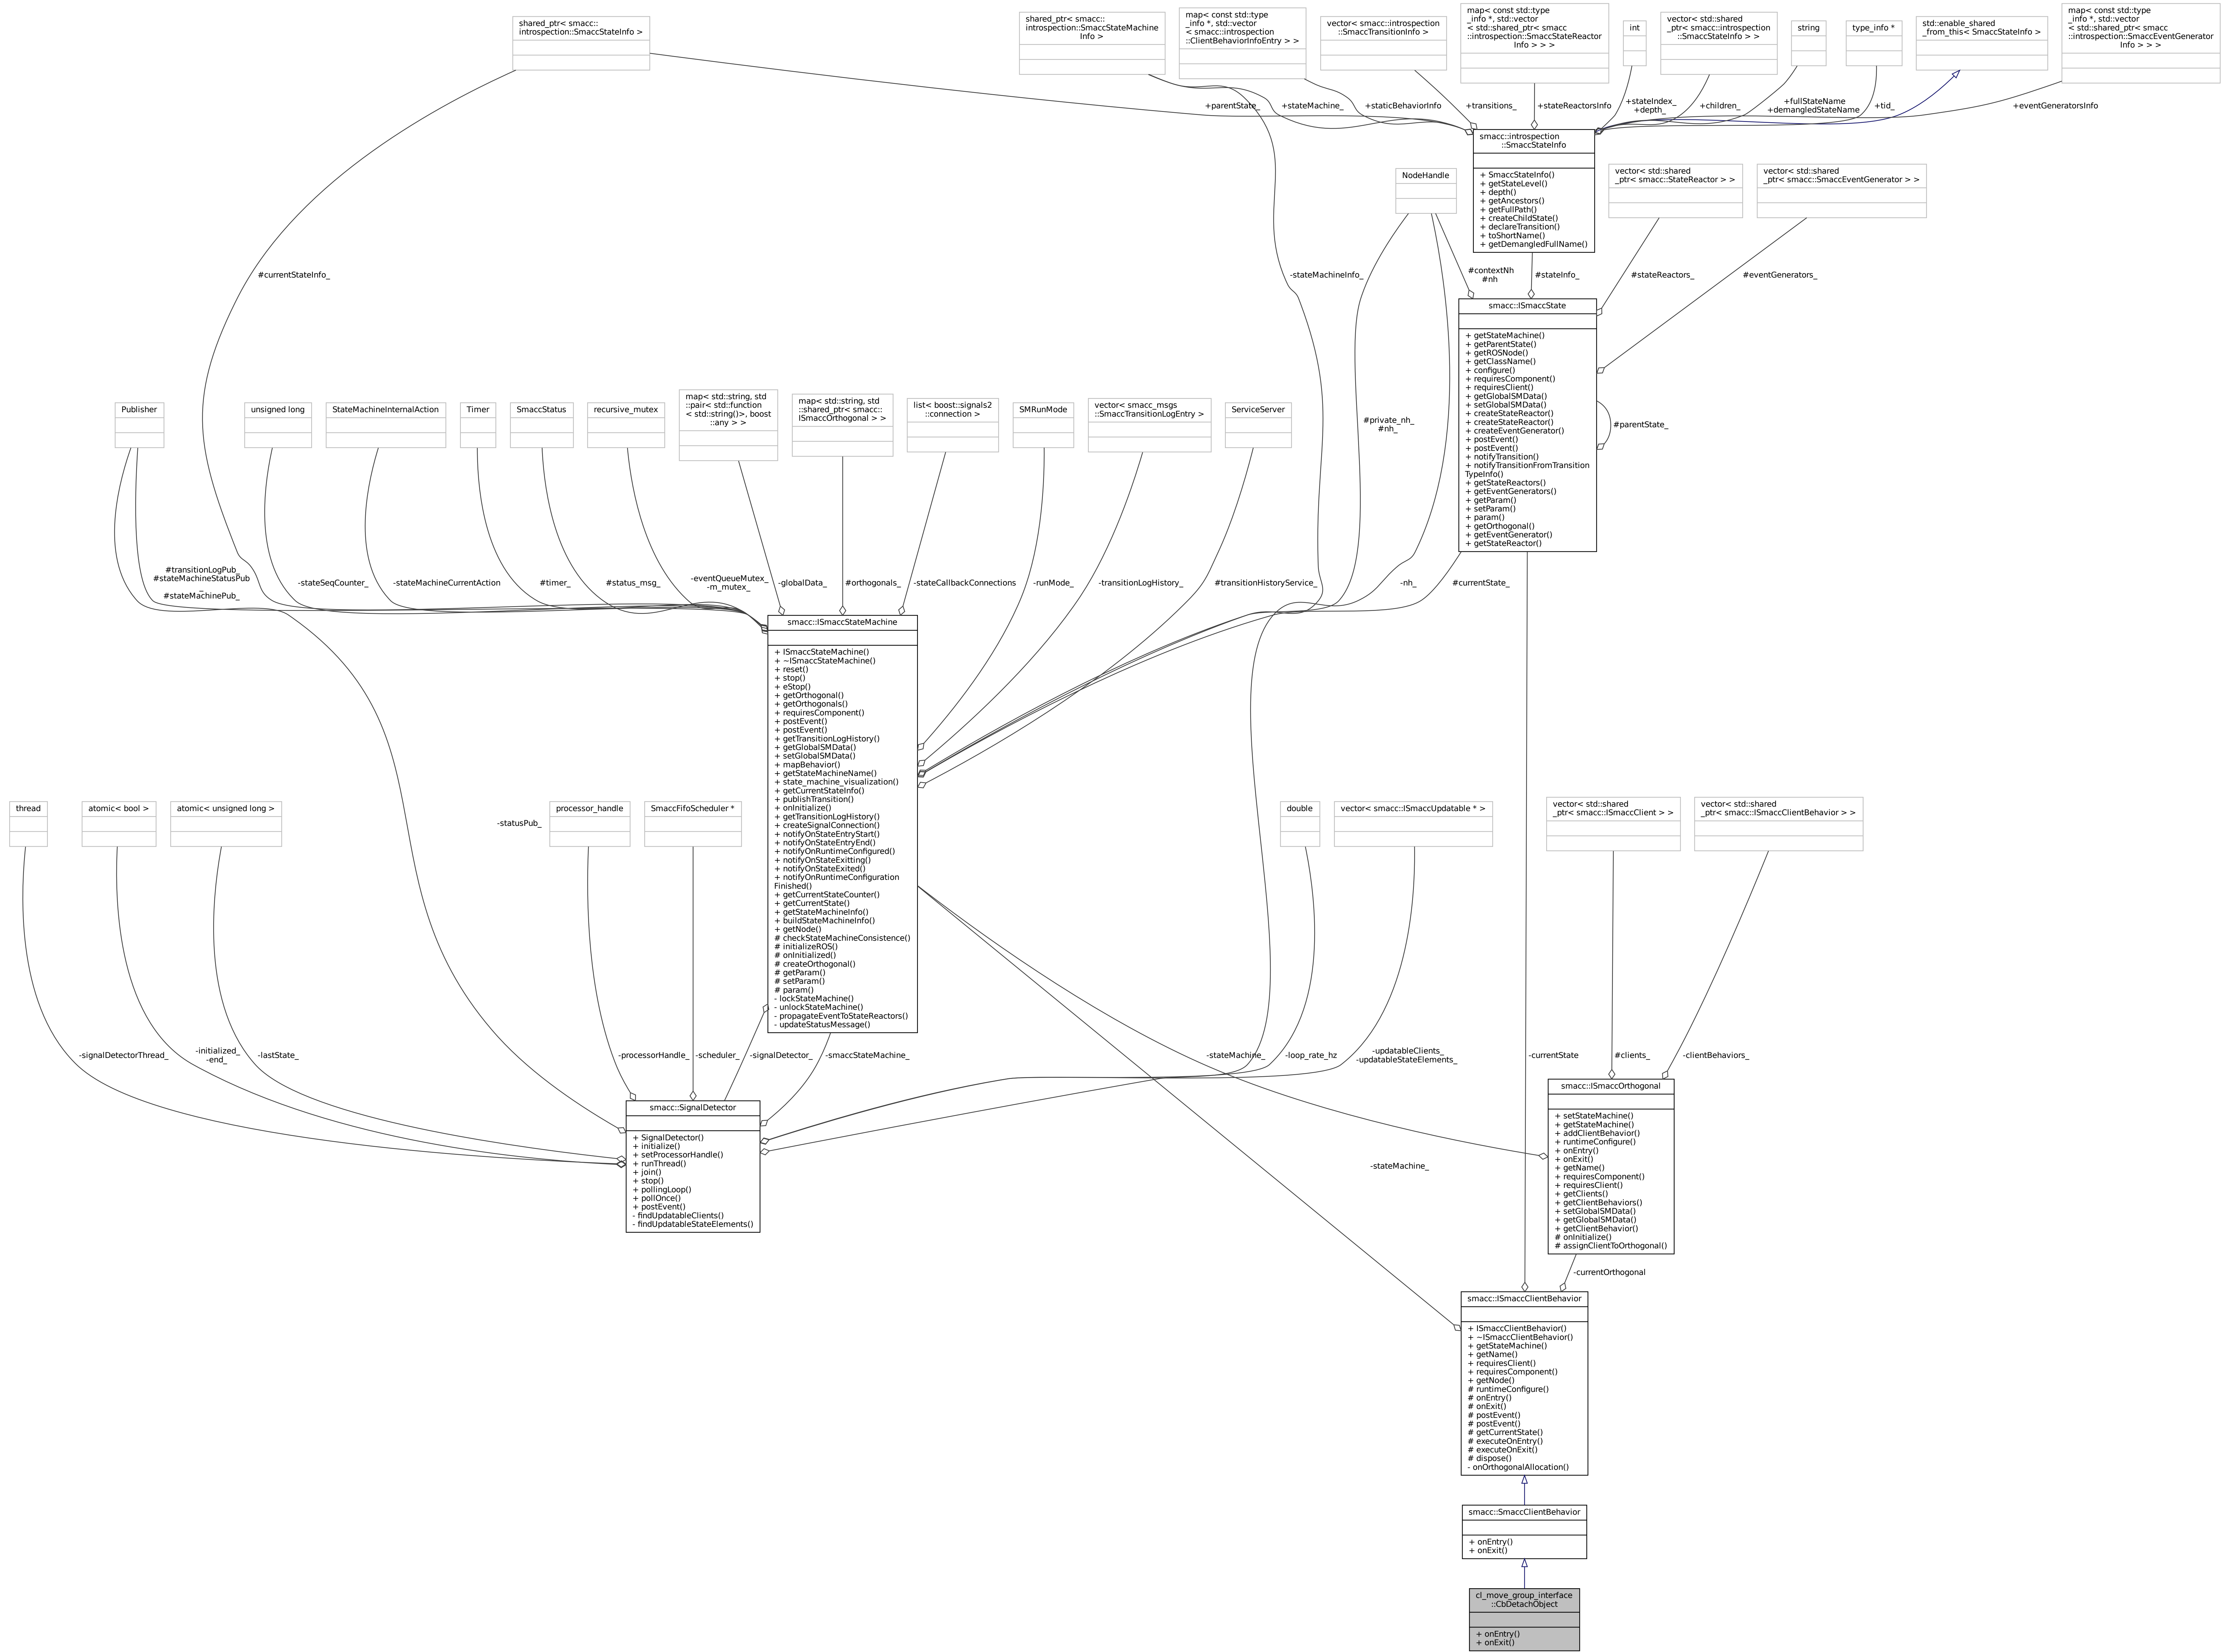 shared_ptr< smacc::
introspection::SmaccStateInfo >
shared_ptr< smacc::
introspection::SmaccStateMachine
Info >
map< const std::type
_info *, std::vector
< smacc::introspection
::ClientBehaviorInfoEntry > >
vector< smacc::introspection
::SmaccTransitionInfo >
map< const std::type
_info *, std::vector
< std::shared_ptr< smacc
::introspection::SmaccStateReactor
Info > > >
int
vector< std::shared
_ptr< smacc::introspection
::SmaccStateInfo > >
string
type_info *
std::enable_shared
_from_this< SmaccStateInfo >
map< const std::type
_info *, std::vector
< std::shared_ptr< smacc
::introspection::SmaccEventGenerator
Info > > >
+parentState_
+stateMachine_
+staticBehaviorInfo
+transitions_
+stateReactorsInfo
+stateIndex_
+depth_
+children_
+fullStateName
+demangledStateName
+tid_
+eventGeneratorsInfo
smacc::introspection
::SmaccStateInfo
+ SmaccStateInfo()
+ getStateLevel()
+ depth()
+ getAncestors()
+ getFullPath()
+ createChildState()
+ declareTransition()
+ toShortName()
+ getDemangledFullName()
NodeHandle
vector< std::shared
_ptr< smacc::StateReactor > >
vector< std::shared
_ptr< smacc::SmaccEventGenerator > >
#currentStateInfo_
-stateMachineInfo_
#contextNh
#nh
#stateInfo_
#stateReactors_
#eventGenerators_
smacc::ISmaccState
+ getStateMachine()
+ getParentState()
+ getROSNode()
+ getClassName()
+ configure()
+ requiresComponent()
+ requiresClient()
+ getGlobalSMData()
+ setGlobalSMData()
+ createStateReactor()
+ createStateReactor()
+ createEventGenerator()
+ postEvent()
+ postEvent()
+ notifyTransition()
+ notifyTransitionFromTransition
TypeInfo()
+ getStateReactors()
+ getEventGenerators()
+ getParam()
+ setParam()
+ param()
+ getOrthogonal()
+ getEventGenerator()
+ getStateReactor()
#parentState_
#private_nh_
#nh_
Publisher
unsigned long
StateMachineInternalAction
Timer
SmaccStatus
recursive_mutex
map< std::string, std
::pair< std::function
< std::string()>, boost
::any > >
map< std::string, std
::shared_ptr< smacc::
ISmaccOrthogonal > >
list< boost::signals2
::connection >
SMRunMode
vector< smacc_msgs
::SmaccTransitionLogEntry >
ServiceServer
#transitionLogPub_
#stateMachineStatusPub
_
#stateMachinePub_
-stateSeqCounter_
-stateMachineCurrentAction
#timer_
#status_msg_
-eventQueueMutex_
-m_mutex_
-globalData_
#orthogonals_
-stateCallbackConnections
-runMode_
-transitionLogHistory_
#transitionHistoryService_
-nh_
#currentState_
smacc::ISmaccStateMachine
+ ISmaccStateMachine()
+ ~ISmaccStateMachine()
+ reset()
+ stop()
+ eStop()
+ getOrthogonal()
+ getOrthogonals()
+ requiresComponent()
+ postEvent()
+ postEvent()
+ getTransitionLogHistory()
+ getGlobalSMData()
+ setGlobalSMData()
+ mapBehavior()
+ getStateMachineName()
+ state_machine_visualization()
+ getCurrentStateInfo()
+ publishTransition()
+ onInitialize()
+ getTransitionLogHistory()
+ createSignalConnection()
+ notifyOnStateEntryStart()
+ notifyOnStateEntryEnd()
+ notifyOnRuntimeConfigured()
+ notifyOnStateExitting()
+ notifyOnStateExited()
+ notifyOnRuntimeConfiguration
Finished()
+ getCurrentStateCounter()
+ getCurrentState()
+ getStateMachineInfo()
+ buildStateMachineInfo()
+ getNode()
# checkStateMachineConsistence()
# initializeROS()
# onInitialized()
# createOrthogonal()
# getParam()
# setParam()
# param()
- lockStateMachine()
- unlockStateMachine()
- propagateEventToStateReactors()
- updateStatusMessage()
thread
atomic< bool >
atomic< unsigned long >
-statusPub_
processor_handle
SmaccFifoScheduler *
double
vector< smacc::ISmaccUpdatable * >
vector< std::shared
_ptr< smacc::ISmaccClient > >
vector< std::shared
_ptr< smacc::ISmaccClientBehavior > >
-signalDetectorThread_
-initialized_
-end_
-lastState_
-processorHandle_
-scheduler_
-signalDetector_
-smaccStateMachine_
-stateMachine_
-loop_rate_hz
-updatableClients_
-updatableStateElements_
-currentState
#clients_
-clientBehaviors_
smacc::SignalDetector
+ SignalDetector()
+ initialize()
+ setProcessorHandle()
+ runThread()
+ join()
+ stop()
+ pollingLoop()
+ pollOnce()
+ postEvent()
- findUpdatableClients()
- findUpdatableStateElements()
-stateMachine_
smacc::ISmaccOrthogonal
+ setStateMachine()
+ getStateMachine()
+ addClientBehavior()
+ runtimeConfigure()
+ onEntry()
+ onExit()
+ getName()
+ requiresComponent()
+ requiresClient()
+ getClients()
+ getClientBehaviors()
+ setGlobalSMData()
+ getGlobalSMData()
+ getClientBehavior()
# onInitialize()
# assignClientToOrthogonal()
-currentOrthogonal
smacc::ISmaccClientBehavior
+ ISmaccClientBehavior()
+ ~ISmaccClientBehavior()
+ getStateMachine()
+ getName()
+ requiresClient()
+ requiresComponent()
+ getNode()
# runtimeConfigure()
# onEntry()
# onExit()
# postEvent()
# postEvent()
# getCurrentState()
# executeOnEntry()
# executeOnExit()
# dispose()
- onOrthogonalAllocation()
smacc::SmaccClientBehavior
+ onEntry()
+ onExit()
cl_move_group_interface
::CbDetachObject
+ onEntry()
+ onExit()